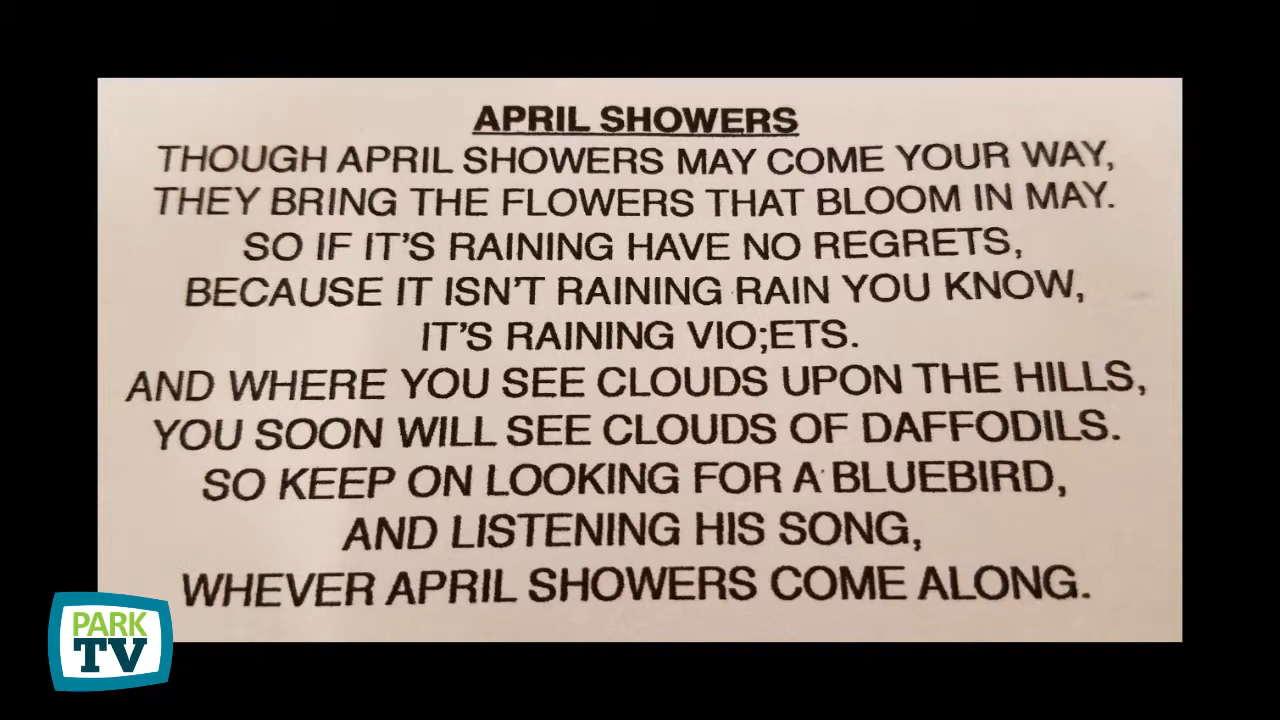 APRIL SHOWERS
THOUGH APRIL SHOWERS MAY COME YOUR WAY,
THEY BRING THE FLOWERS THAT BLOOM IN MAY.
SO IF IT'S RAINING HAVE NO REGRETS,
BECAUSE IT ISN'T RAINING RAIN YOU KNOW,
IT'S RAINING VIO;ETS.
AND WHERE YOU SEE CLOUDS UPON THE HILLS,
YOU SOON WILL SEE CLOUDS OF DAFFODILS.
SO KEEP ON LOOKING FOR A BLUEBIRD,
AND LISTENING HIS SONG,
WHEVER APRIL SHOWERS COME ALONG.
PARK
TV